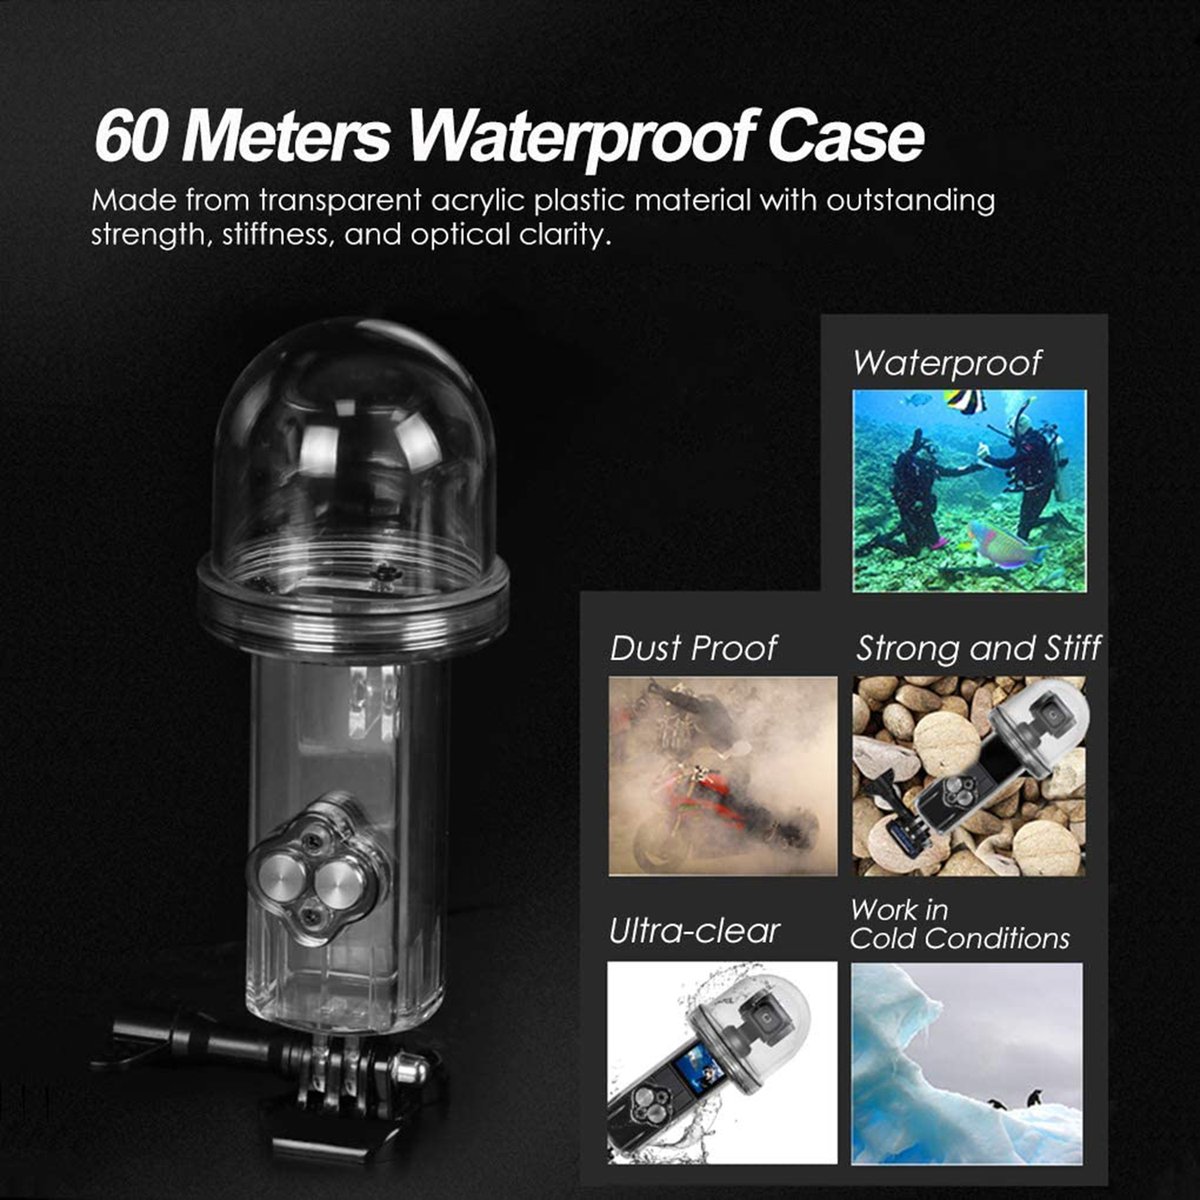 60 Meters Waterproof Case
Made from transparent acrylic plastic material with outstanding
strength, stiffness, and optical clarity.
Waterproof
Dust Proof
Strong and Stiff
Ultra-clear
Work in
Cold Conditions